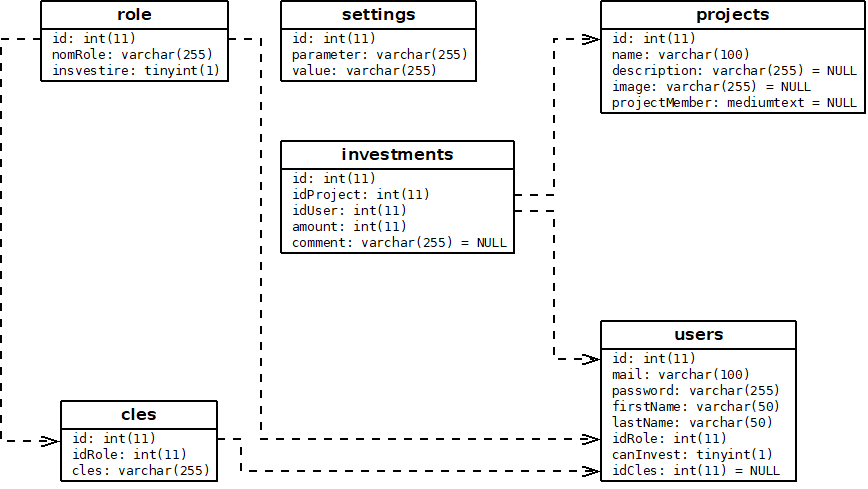 role
id: int(11)
nomRole: varchar(255)
insvestire: tinyint(1)
settings
id: int(11)
parameter: varchar(255)
value: varchar(255)
projects
id: int(11)
name: varchar(100)
description: varchar(255) = NULL
image: varchar(255) = NULL
projectMember: mediumtext = NULL
investments
id: int(11)
idProject: int(11)
idUser: int(11)
amount: int(11)
comment: varchar(255) = NULL
users
id: int(11)
mail: varchar(100)
password: varchar(255)
firstName: varchar(50)
lastName: varchar(50)
idRole: int(11)
canInvest: tinyint(1)
idCles: int(11) = NULL
cles
id: int(11)
idRole: int(11)
cles: varchar(255)